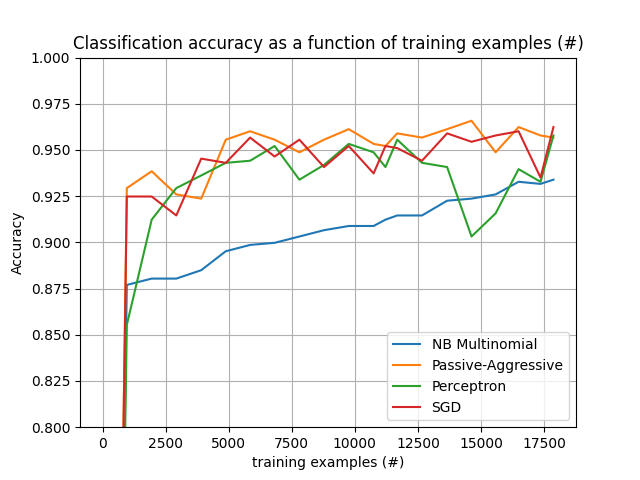 Classification accuracy as a function of training examples (#)
1.000
0.975
0.950
0.925
0.900
0.875
0.850
0.825
0.800
Accuracy
NB Multinomial
Passive-Aggressive
Perceptron
SGD
0 2500 5000 7500 10000 12500 15000 17500
training examples (#)